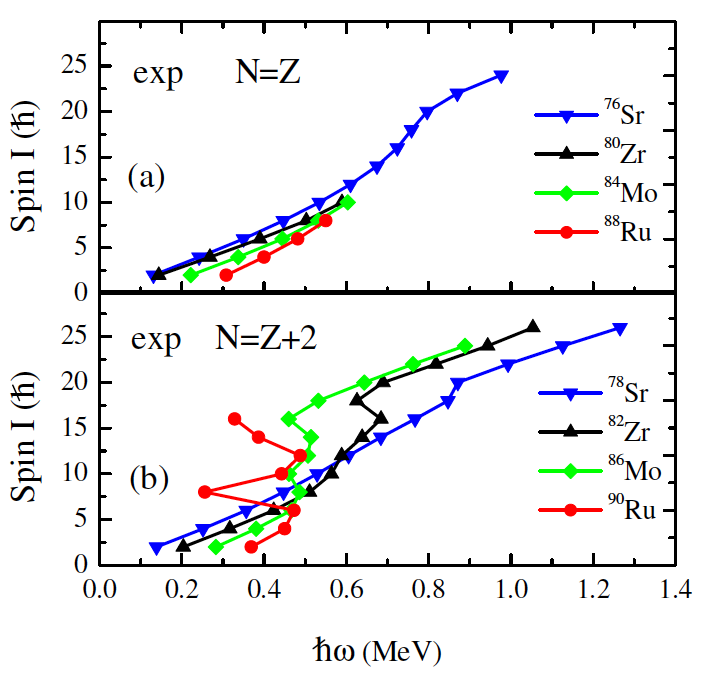 exp N=Z
25
20
15
10
5
0
Spin I (ħ)
(a)
⁷⁶Sr
⁸⁰Zr
⁸⁴Mo
⁸⁸Ru
exp N=Z+2
25
20
15
10
5
0
Spin I (ħ)
(b)
⁷⁸Sr
⁸²Zr
⁸⁶Mo
⁹⁰Ru
0.0 0.2 0.4 0.6 0.8 1.0 1.2 1.4
ħω (MeV)